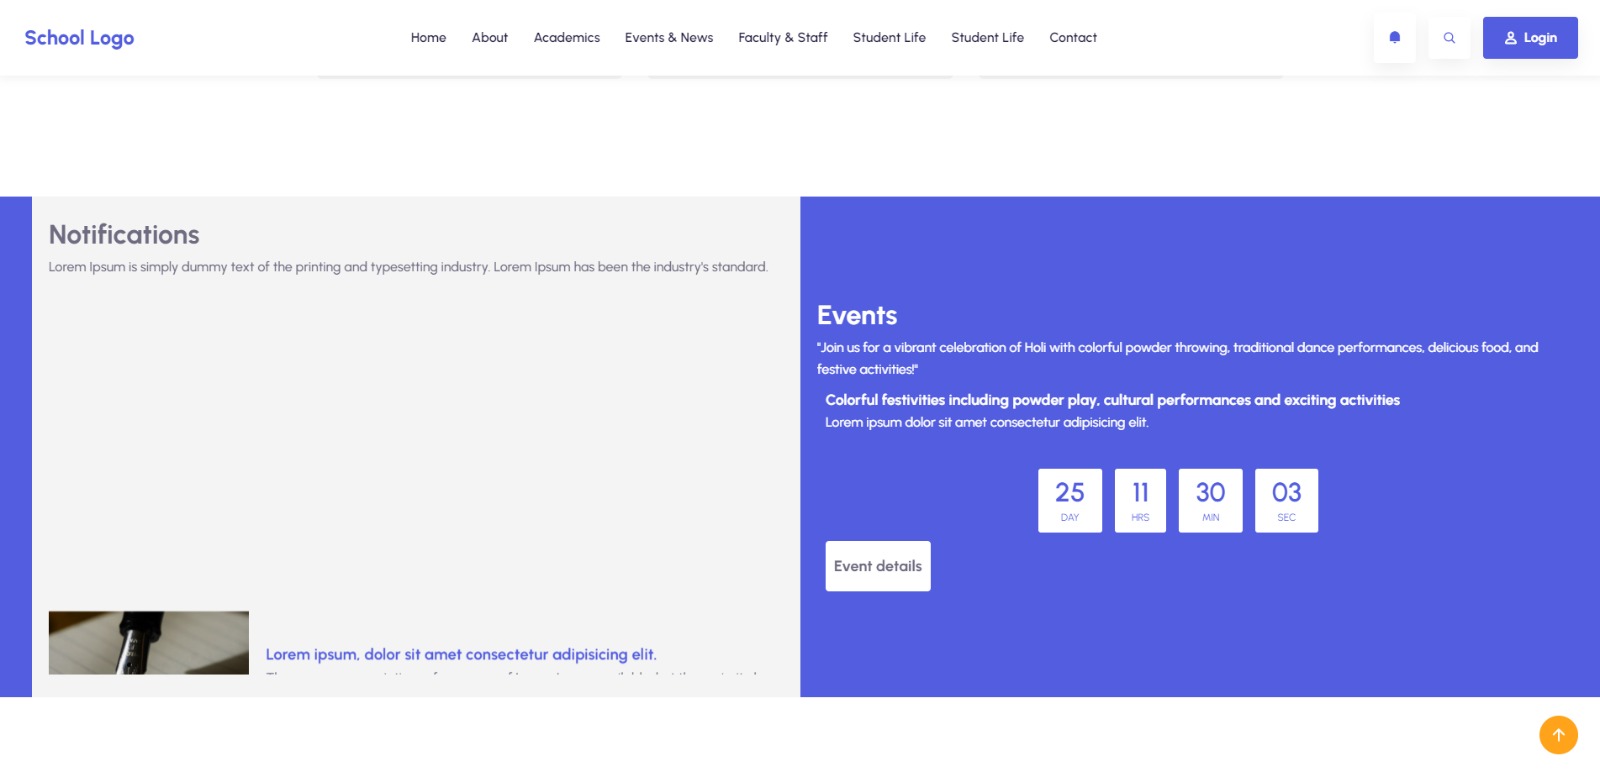 School Logo
Home About Academics Events & News Faculty & Staff Student Life Student Life Contact
Login
Notifications
Lorem Ipsum is simply dummy text of the printing and typesetting industry. Lorem Ipsum has been the industry's standard.
Lorem ipsum, dolor sit amet consectetur adipisicing elit.
Events
"Join us for a vibrant celebration of Holi with colorful powder throwing, traditional dance performances, delicious food, and
festive activities!"
Colorful festivities including powder play, cultural performances and exciting activities
Lorem ipsum dolor sit amet consectetur adipisicing elit.
25 11 30 03
DAY HRS MIN SEC
Event details